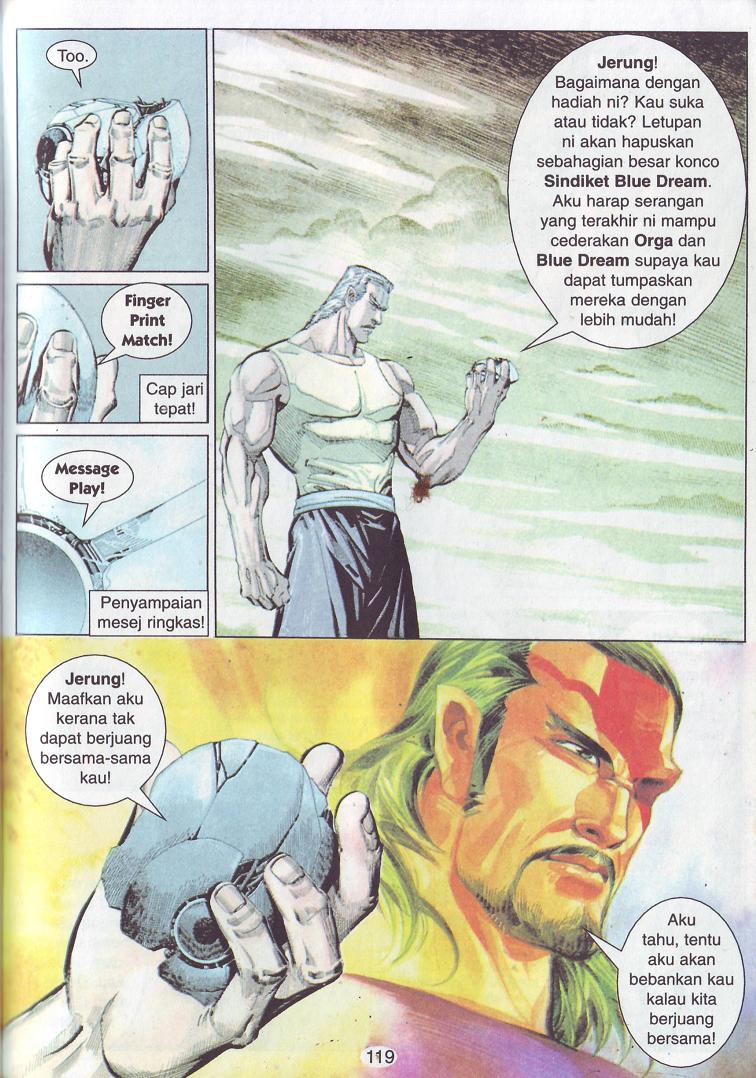 Too.
Finger
Print
Match!
Cap jari
tepat!
Message
Play!
Penyampaian
mesej ringkas!
Jerung!
Bagaimana dengan
hadiah ni? Kau suka
atau tidak? Letupan
ni akan hapuskan
sebahagian besar konco
Sindiket Blue Dream.
Aku harap serangan
yang terakhir ni mampu
cederakan Orga dan
Blue Dream supaya kau
dapat tumpaskan
mereka dengan
lebih mudah!
Jerung!
Maafkan aku
kerana tak
dapat berjuang
bersama-sama
kau!
Aku
tahu, tentu
aku akan
bebankan kau
kalau kita
berjuang
bersama!
119